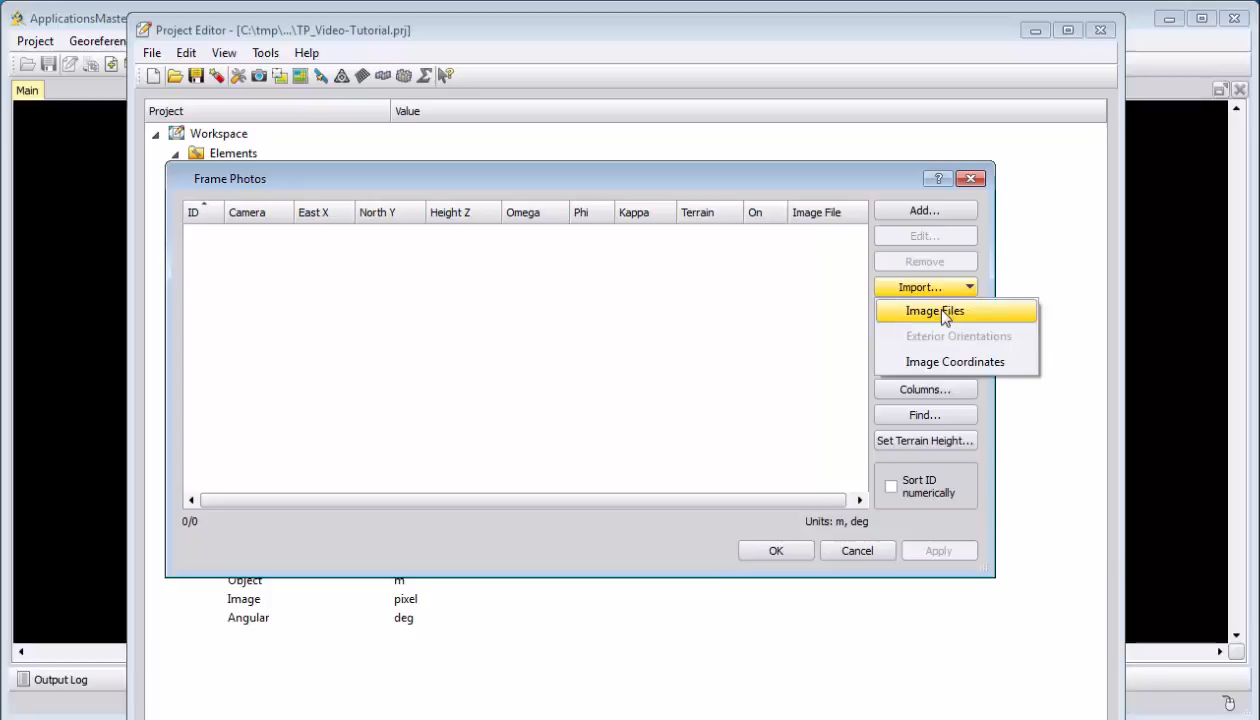 ApplicationsMaste
Project Editor - [C:\tmp\...\TP_Video-Tutorial.prj]
Project Georeferen
File Edit View Tools Help
Main
Project Value
Workspace
Elements
Frame Photos
ID Camera East X North Y Height Z Omega Phi Kappa Terrain On Image File
Add...
Edit...
Remove
Import...
Image Files
Exterior Orientations
Image Coordinates
Columns...
Find...
Set Terrain Height...
Sort ID
numerically
0/0 Units: m, deg
OK Cancel Apply
Object m
Image pixel
Angular deg
Output Log